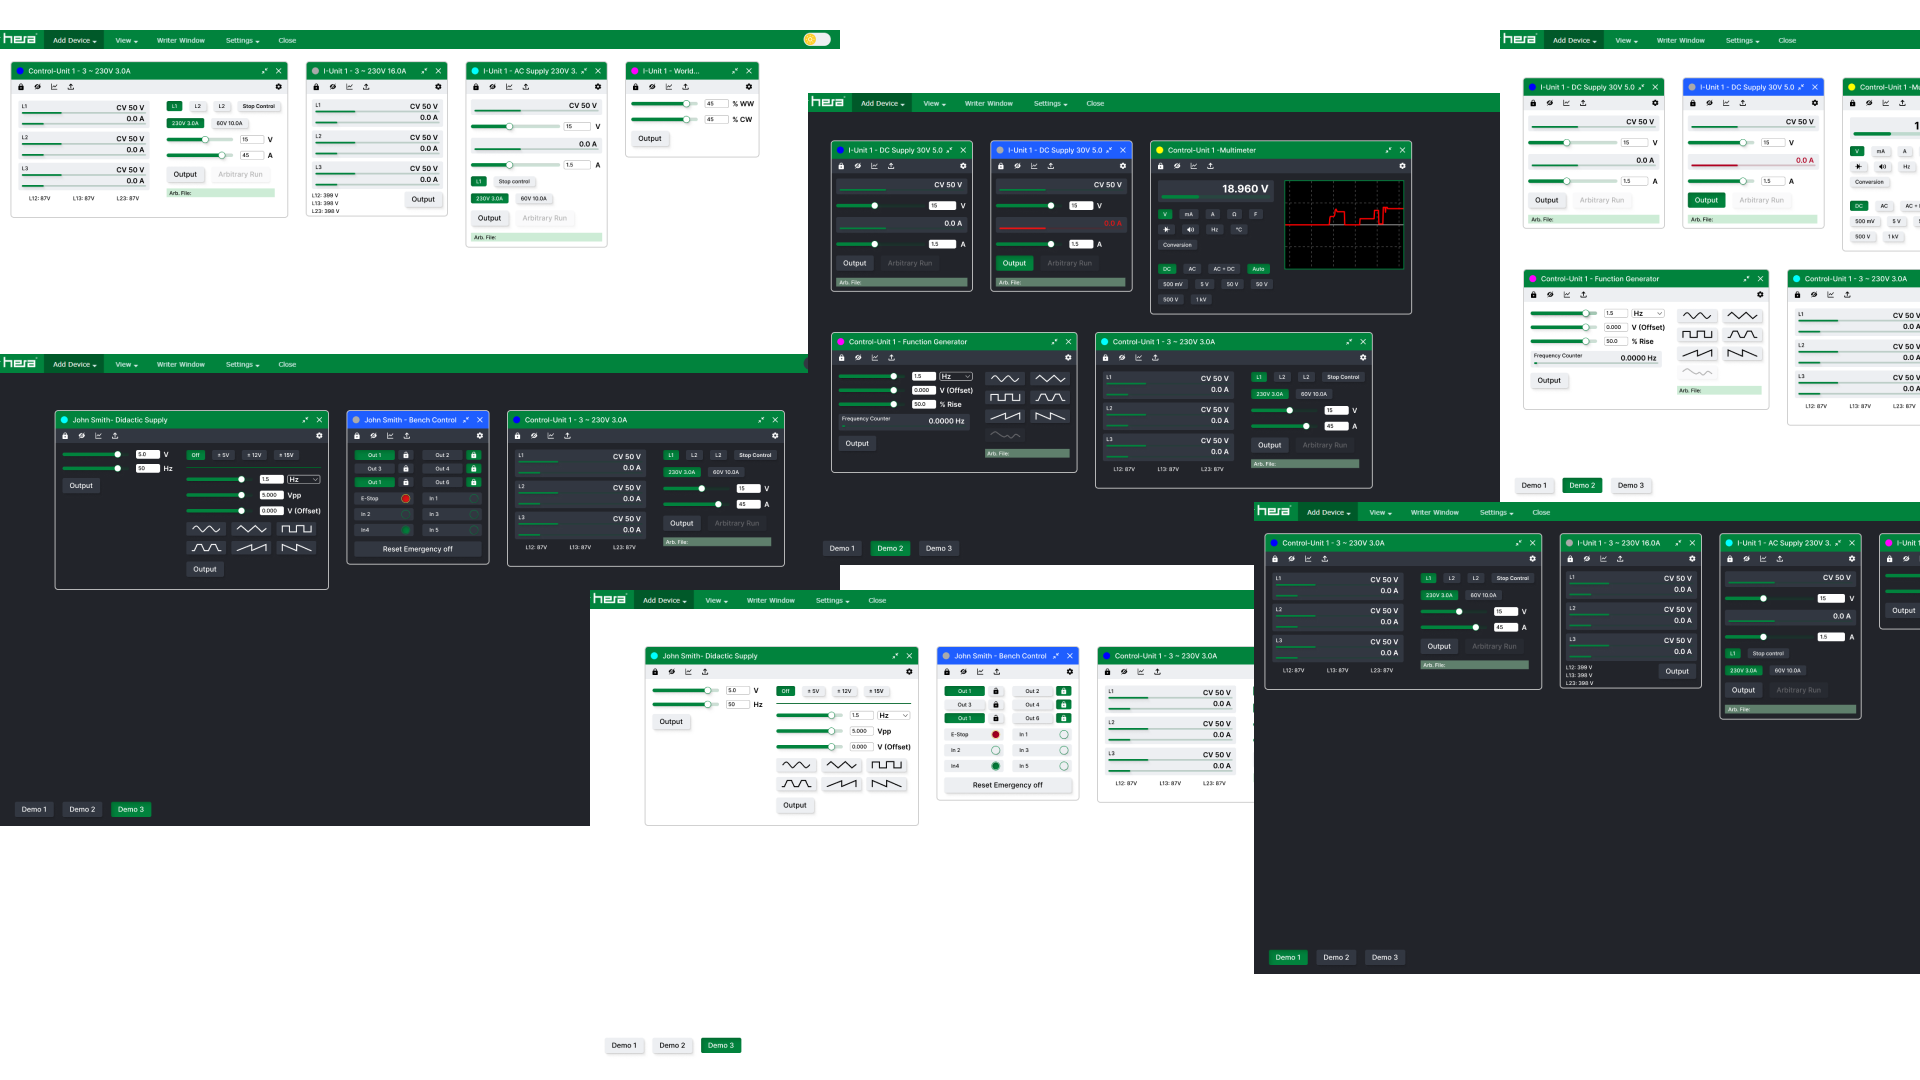 hera
Add Device
View
Writer Window
Settings
Close
Control-Unit 1 - 3 ~ 230V 3.0A
L1
CV 50 V
0.0 A
L2
CV 50 V
0.0 A
L3
CV 50 V
0.0 A
L12: 87V
L13: 87V
L23: 87V
L1
L2
L2
Stop Control
230V 3.0A
60V 10.0A
15 V
45 A
Output
Arbitrary Run
Arb. File:
I-Unit 1 - 3 ~ 230V 16.0A
L1
CV 50 V
0.0 A
L2
CV 50 V
0.0 A
L3
CV 50 V
0.0 A
L12: 398 V
L13: 398 V
L23: 398 V
Output
I-Unit 1 - AC Supply 230V 3.
CV 50 V
15 V
0.0 A
1.5 A
L1
Stop control
230V 3.0A
60V 10.0A
Output
Arbitrary Run
Arb. File:
I-Unit 1 - World...
45 % WW
45 % CW
Output
hera
Add Device
View
Writer Window
Settings
Close
I-Unit 1 - DC Supply 30V 5.0
CV 50 V
15 V
0.0 A
1.5 A
Output
Arbitrary Run
Arb. File:
I-Unit 1 - DC Supply 30V 5.0
CV 50 V
15 V
0.0 A
1.5 A
Output
Arbitrary Run
Arb. File:
Control-Unit 1 -Multimeter
18.960 V
V
mA
A
Ω
F
Hz
°C
Conversion
DC
AC
AC + DC
Auto
500 mV
5 V
50 V
50 V
500 V
1 kV
Control-Unit 1 - Function Generator
1.5 Hz
0.000 V (Offset)
50.0 % Rise
Frequency Counter
0.0000 Hz
Output
Arb. File:
Control-Unit 1 - 3 ~ 230V 3.0A
L1
CV 50 V
0.0 A
L2
CV 50 V
0.0 A
L3
CV 50 V
0.0 A
L12: 87V
L13: 87V
L23: 87V
L1
L2
L2
Stop Control
230V 3.0A
60V 10.0A
15 V
45 A
Output
Arbitrary Run
Arb. File:
Demo 1
Demo 2
Demo 3
hera
Add Device
View
Writer Window
Settings
Close
I-Unit 1 - DC Supply 30V 5.0
CV 50 V
15 V
0.0 A
1.5 A
Output
Arbitrary Run
Arb. File:
I-Unit 1 - DC Supply 30V 5.0
CV 50 V
15 V
0.0 A
1.5 A
Output
Arbitrary Run
Arb. File:
Control-Unit 1 -Mu
1
V
mA
A
Hz
Conversion
DC
AC
AC +
500 mV
5 V
500 V
1 kV
Control-Unit 1 - Function Generator
1.5 Hz
0.000 V (Offset)
50.0 % Rise
Frequency Counter
0.0000 Hz
Output
Arb. File:
Control-Unit 1 - 3 ~ 230V 3.0A
L1
CV 50 V
0.0 A
L2
CV 50 V
0.0 A
L3
CV 50 V
0.0 A
L12: 87V
L13: 87V
L23: 87V
Demo 1
Demo 2
Demo 3
hera
Add Device
View
Writer Window
Settings
Close
John Smith- Didactic Supply
5.0 V
50 Hz
Output
Off
± 5V
± 12V
± 15V
1.5 Hz
5.000 Vpp
0.000 V (Offset)
Output
John Smith - Bench Control
Out 1
Out 2
Out 3
Out 4
Out 1
Out 6
E-Stop
In 1
In 2
In 3
In4
In 5
Reset Emergency off
Control-Unit 1 - 3 ~ 230V 3.0A
L1
CV 50 V
0.0 A
L2
CV 50 V
0.0 A
L3
CV 50 V
0.0 A
L12: 87V
L13: 87V
L23: 87V
L1
L2
L2
Stop Control
230V 3.0A
60V 10.0A
15 V
45 A
Output
Arbitrary Run
Arb. File:
Demo 1
Demo 2
Demo 3
hera
Add Device
View
Writer Window
Settings
Close
John Smith- Didactic Supply
5.0 V
50 Hz
Output
Off
± 5V
± 12V
± 15V
1.5 Hz
5.000 Vpp
0.000 V (Offset)
Output
John Smith - Bench Control
Out 1
Out 2
Out 3
Out 4
Out 1
Out 6
E-Stop
In 1
In 2
In 3
In4
In 5
Reset Emergency off
Control-Unit 1 - 3 ~ 230V 3.0A
L1
CV 50 V
0.0 A
L2
CV 50 V
0.0 A
L3
CV 50 V
0.0 A
L12: 87V
L13: 87V
L23: 87V
Demo 1
Demo 2
Demo 3
hera
Add Device
View
Writer Window
Settings
Close
Control-Unit 1 - 3 ~ 230V 3.0A
L1
CV 50 V
0.0 A
L2
CV 50 V
0.0 A
L3
CV 50 V
0.0 A
L12: 87V
L13: 87V
L23: 87V
L1
L2
L2
Stop Control
230V 3.0A
60V 10.0A
15 V
45 A
Output
Arbitrary Run
Arb. File:
I-Unit 1 - 3 ~ 230V 16.0A
L1
CV 50 V
0.0 A
L2
CV 50 V
0.0 A
L3
CV 50 V
0.0 A
L12: 398 V
L13: 398 V
L23: 398 V
Output
I-Unit 1 - AC Supply 230V 3.
CV 50 V
15 V
0.0 A
1.5 A
L1
Stop control
230V 3.0A
60V 10.0A
Output
Arbitrary Run
Arb. File:
I-Unit 1
Output
Demo 1
Demo 2
Demo 3